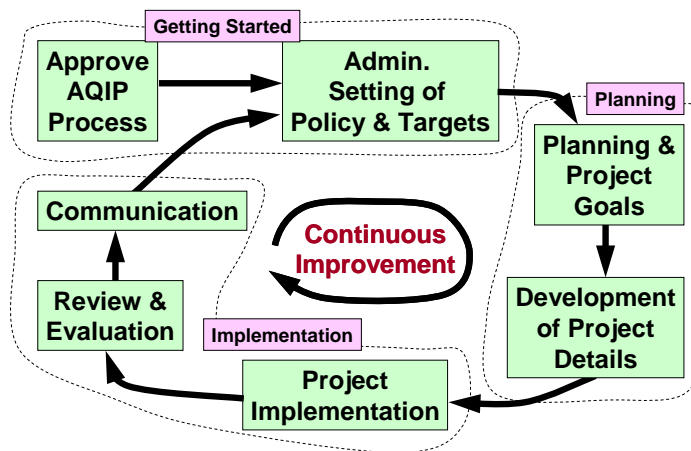 Getting Started
Approve
AQIP
Process
Admin.
Setting of
Policy & Targets
Planning
Planning &
Project
Goals
Development
of Project
Details
Implementation
Project
Implementation
Review &
Evaluation
Communication
Continuous
Improvement